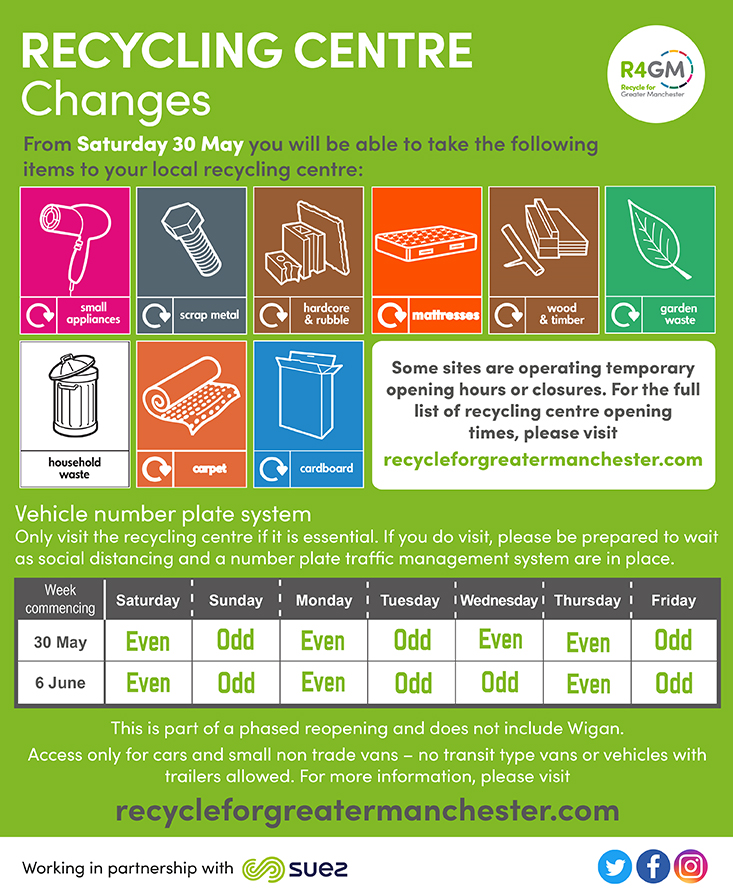 RECYCLING CENTRE
Changes
R4GM
Recycle for
Greater Manchester
From Saturday 30 May you will be able to take the following
items to your local recycling centre:
small
appliances
scrap metal
hardcore
& rubble
mattresses
wood
& timber
garden
waste
household
waste
carpet
cardboard
Some sites are operating temporary
opening hours or closures. For the full
list of recycling centre opening
times, please visit
recycleforgreatermanchester.com
Vehicle number plate system
Only visit the recycling centre if it is essential. If you do visit, please be prepared to wait
as social distancing and a number plate traffic management system are in place.
Week
commencing
Saturday Sunday Monday Tuesday Wednesday Thursday Friday
30 May Even Odd Even Odd Even Even Odd
6 June Even Odd Even Odd Odd Even Odd
This is part of a phased reopening and does not include Wigan.
Access only for cars and small non trade vans – no transit type vans or vehicles with
trailers allowed. For more information, please visit
recycleforgreatermanchester.com
Working in partnership with suez